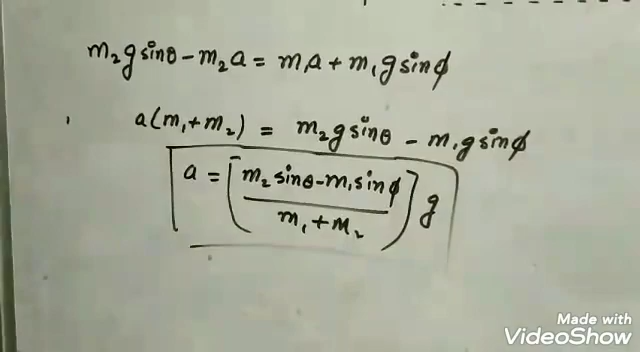 m₂g sinθ - m₂a = m₁a + m₁g sinϕ
a(m₁+m₂) = m₂g sinθ - m₁g sinϕ
a = [(m₂ sinθ - m₁ sinϕ)/(m₁+m₂)] g
Made with
VideoShow